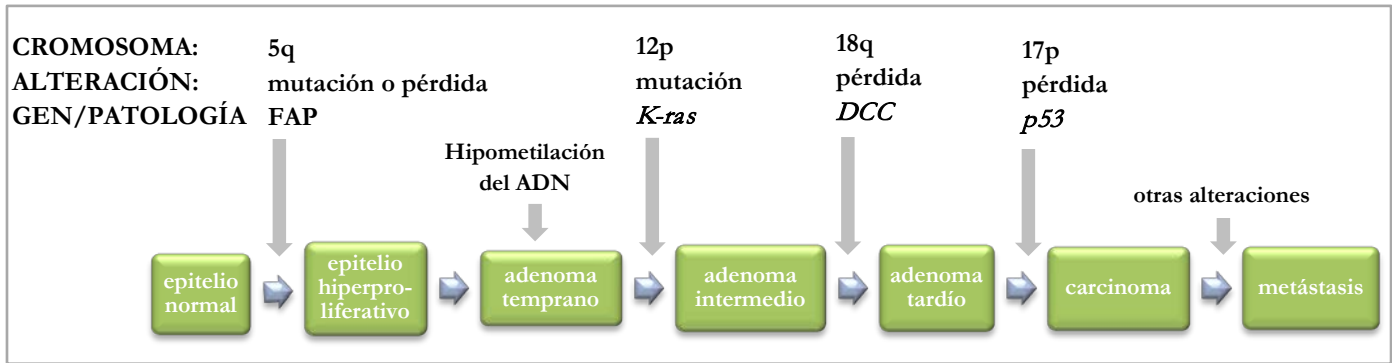 CROMOSOMA: 5q 12p 18q 17p
ALTERACIÓN: mutación o pérdida mutación pérdida pérdida
GEN/PATOLOGÍA FAP K-ras DCC p53
Hipometilación
del ADN
otras alteraciones
epitelio
normal
epitelio
hiperpro-
liferativo
adenoma
temprano
adenoma
intermedio
adenoma
tardío
carcinoma
metástasis